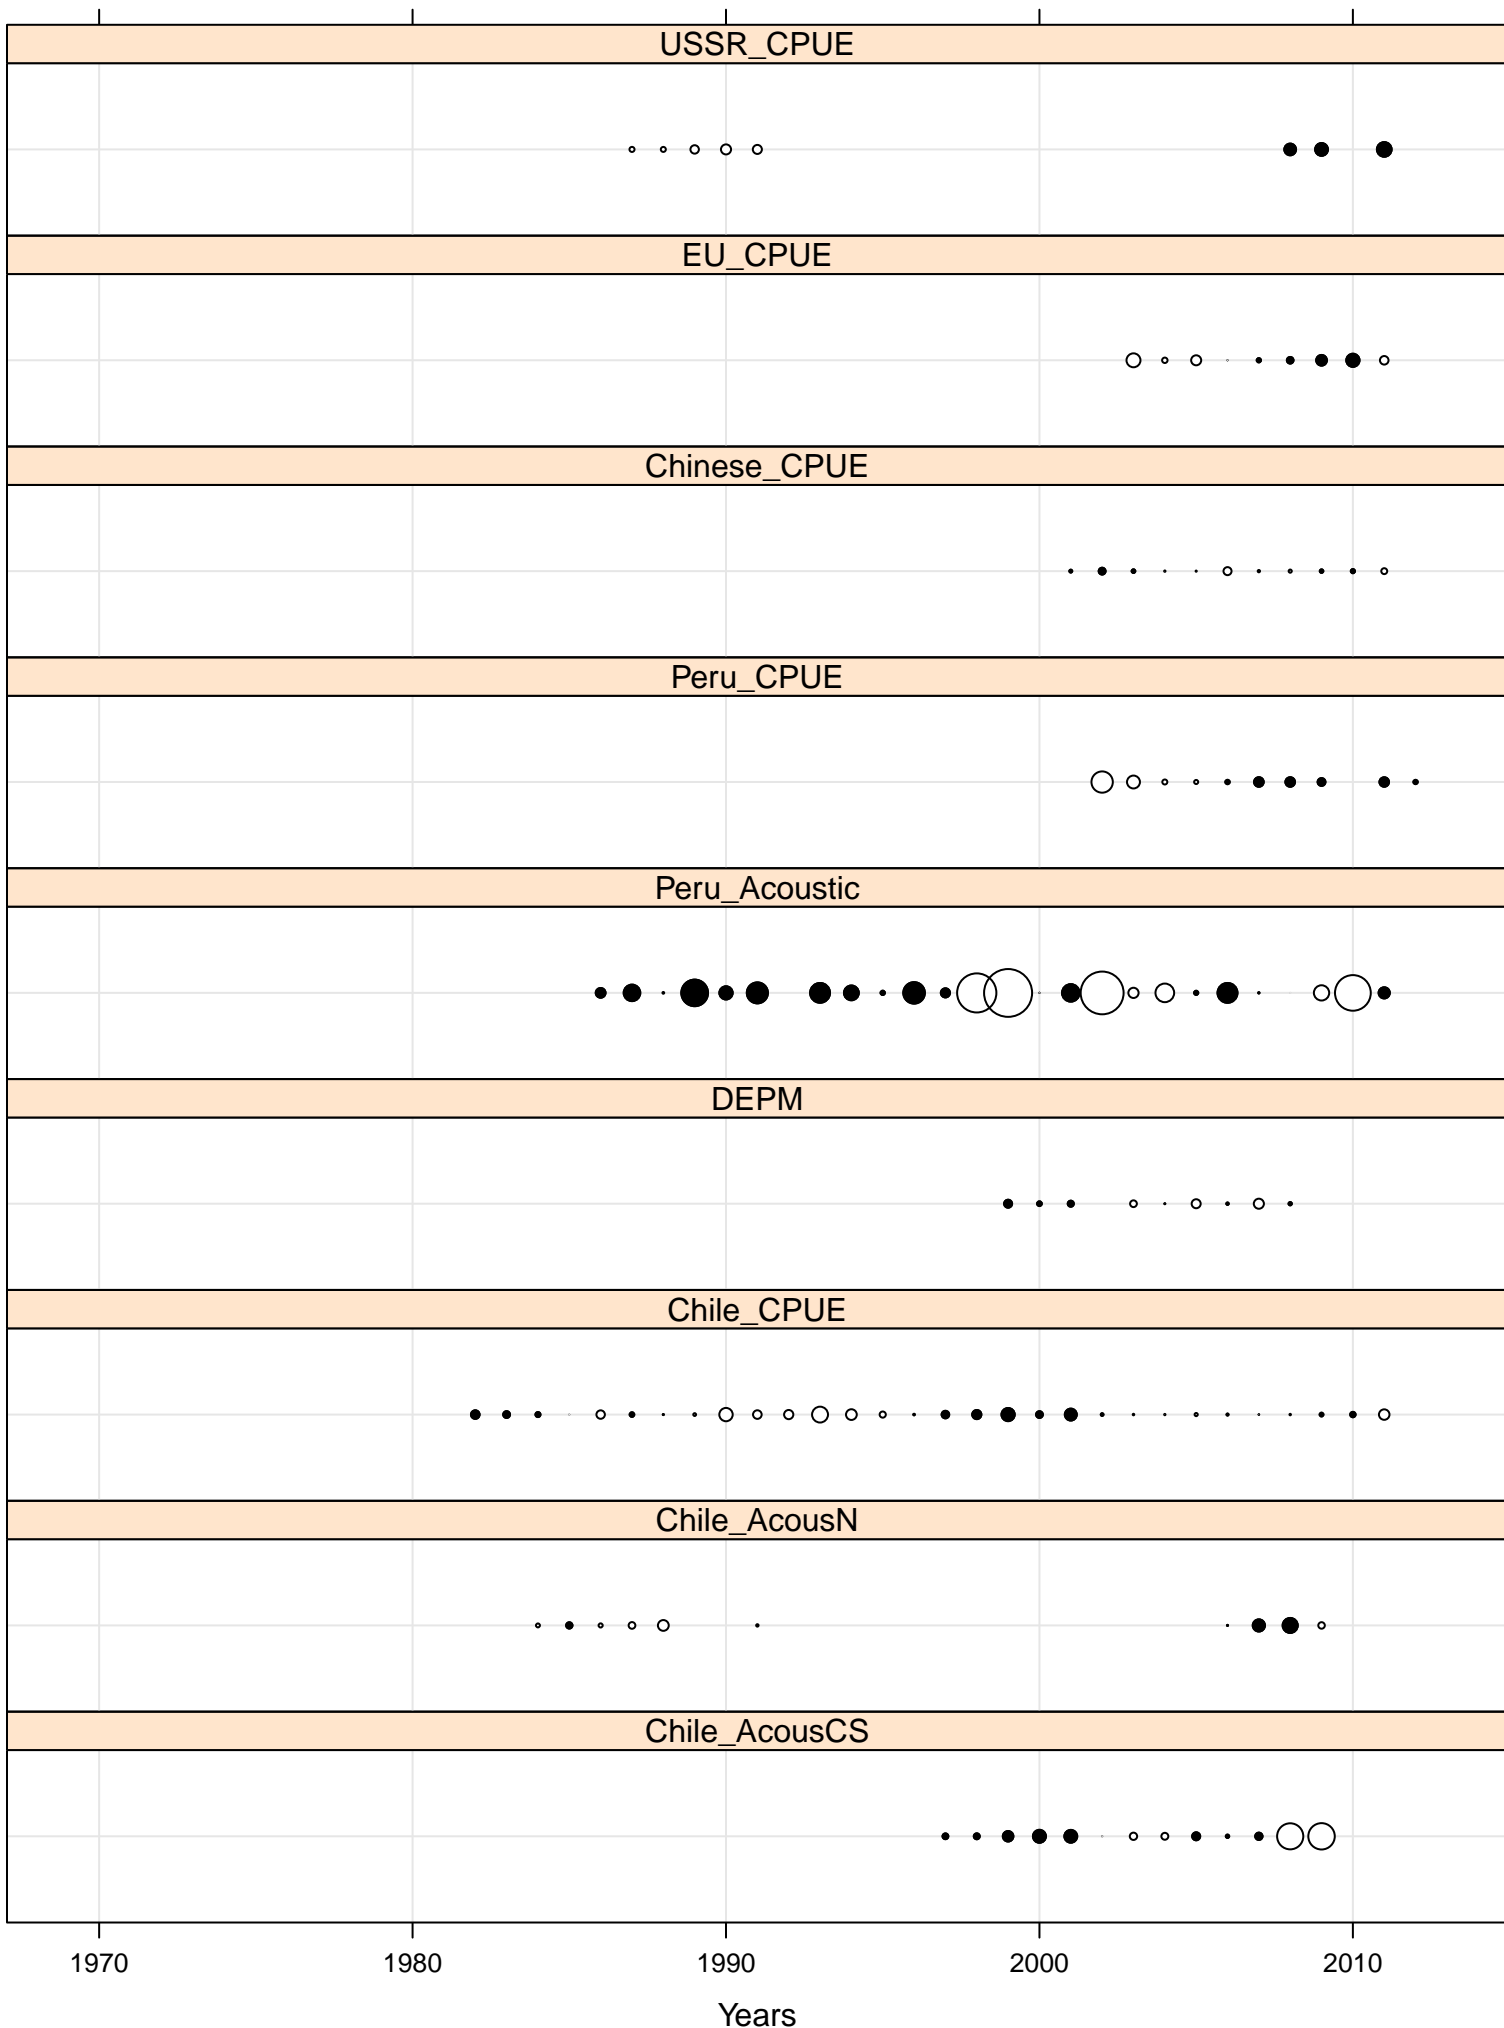 USSR_CPUE
EU_CPUE
Chinese_CPUE
Peru_CPUE
Peru_Acoustic
DEPM
Chile_CPUE
Chile_AcousN
Chile_AcousCS
1970 1980 1990 2000 2010
Years